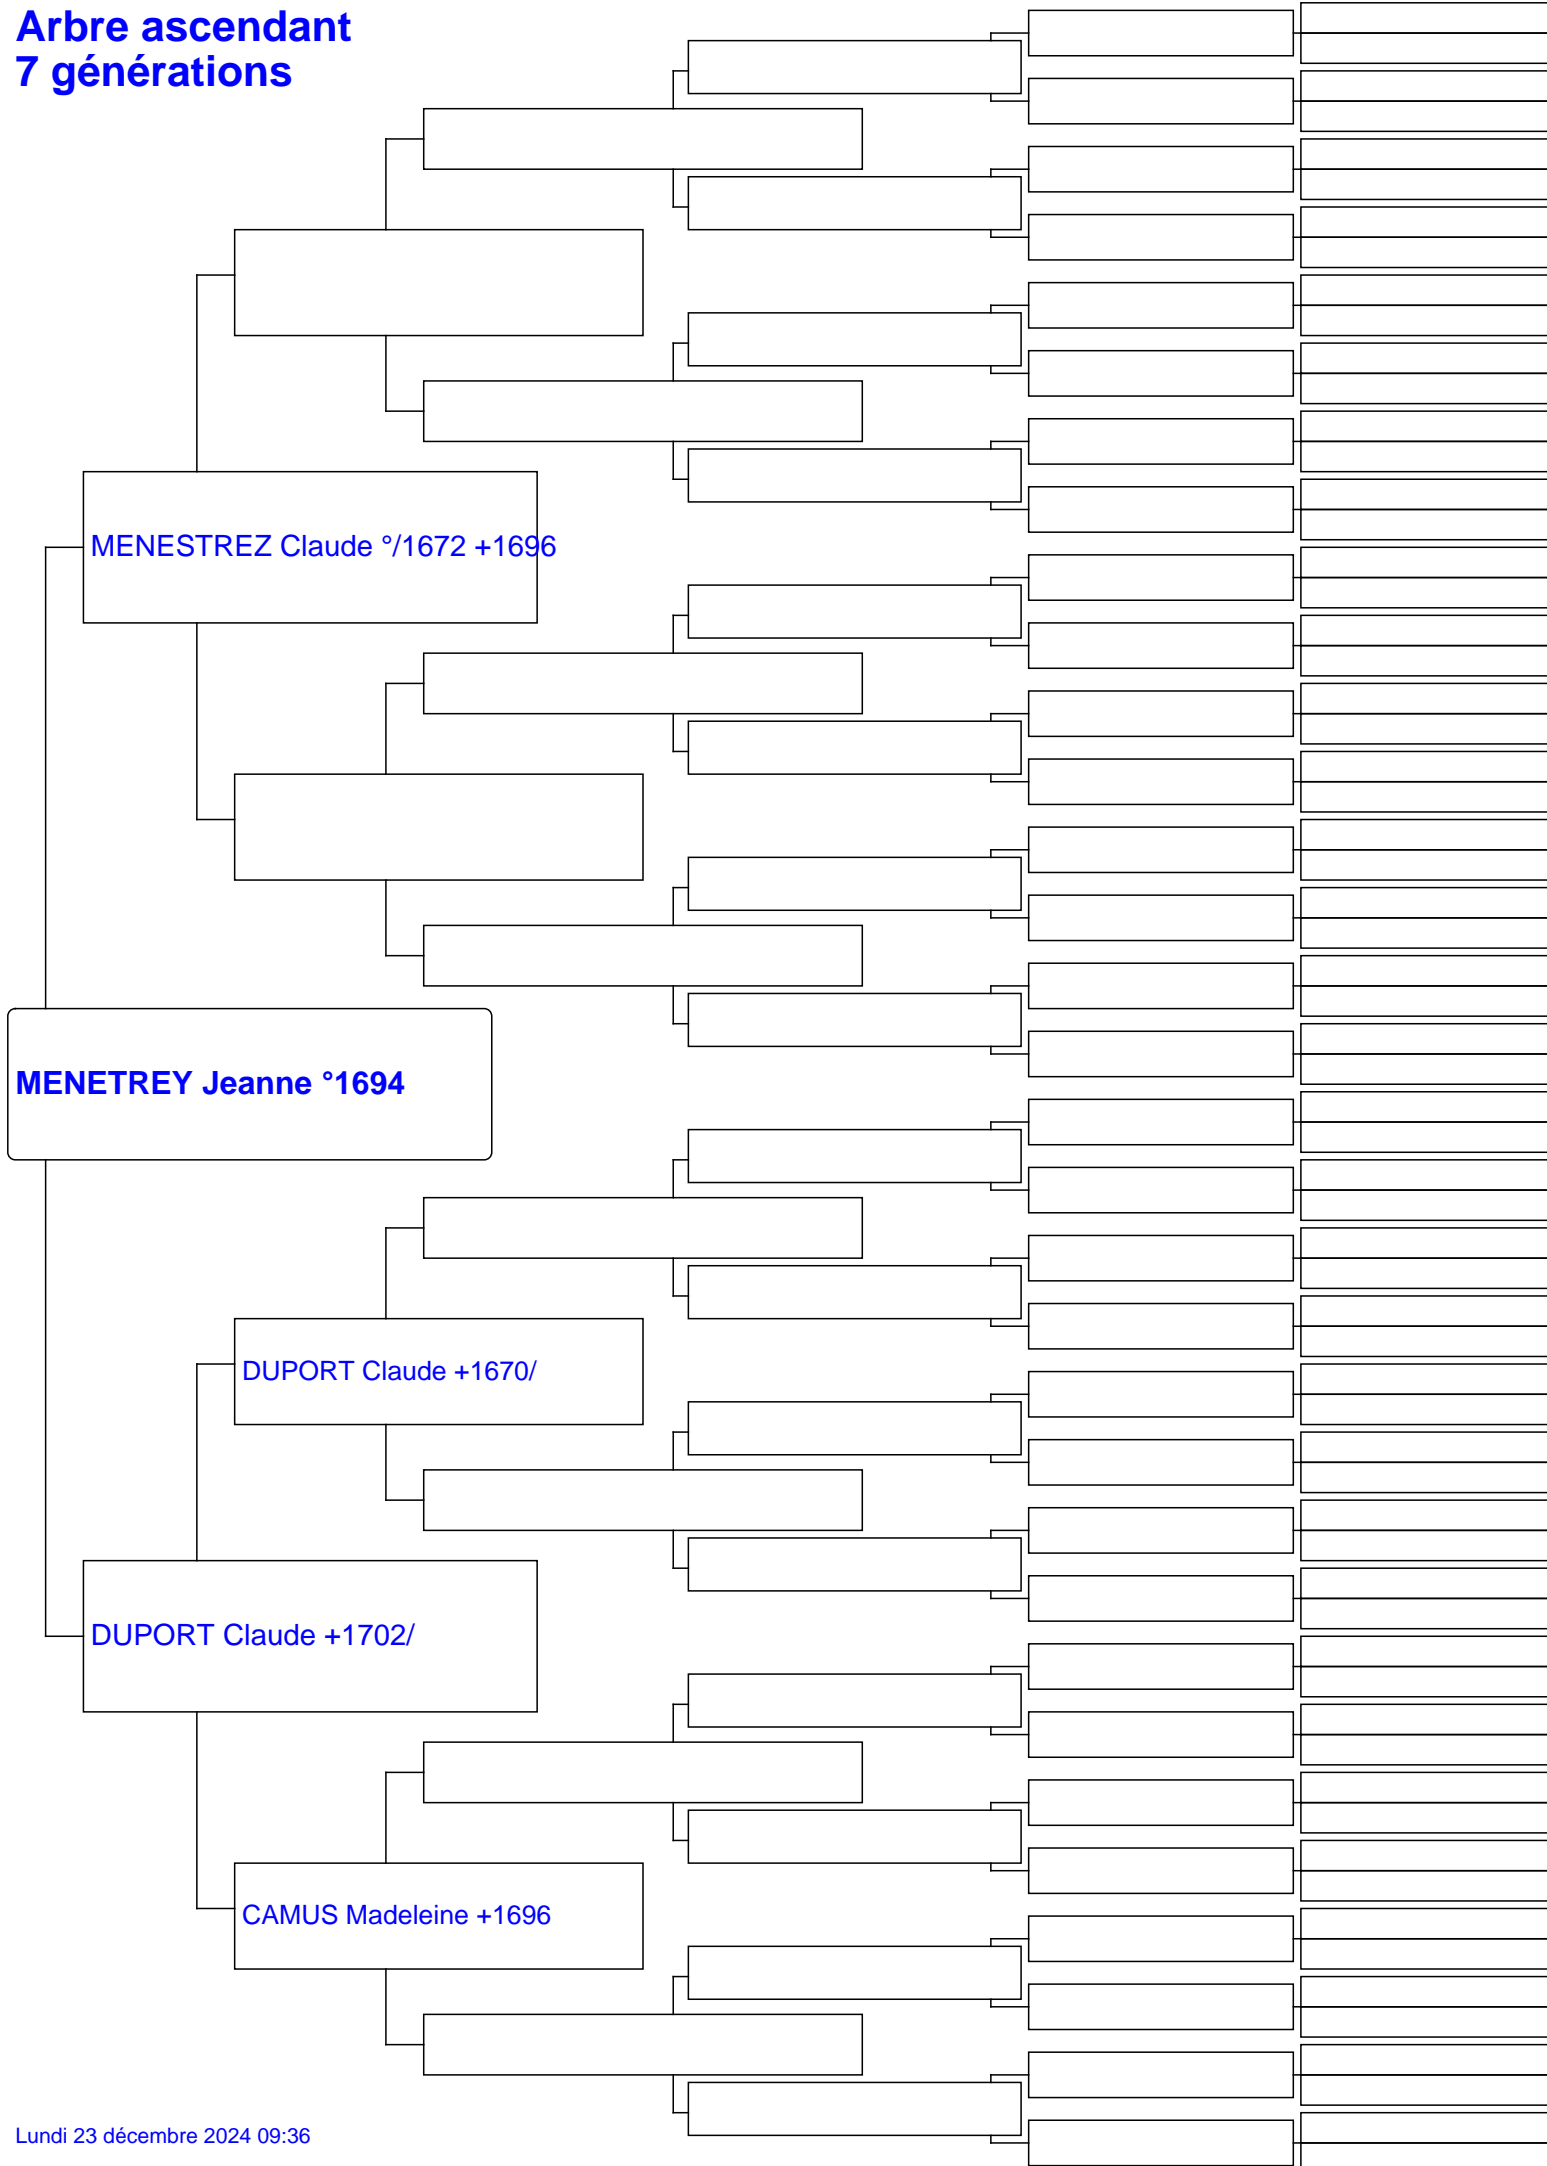 Arbre ascendant
7 générations
MENESTREZ Claude °/1672 +1696
MENETREY Jeanne °1694
DUPORT Claude +1670/
DUPORT Claude +1702/
CAMUS Madeleine +1696
Lundi 23 décembre 2024 09:36